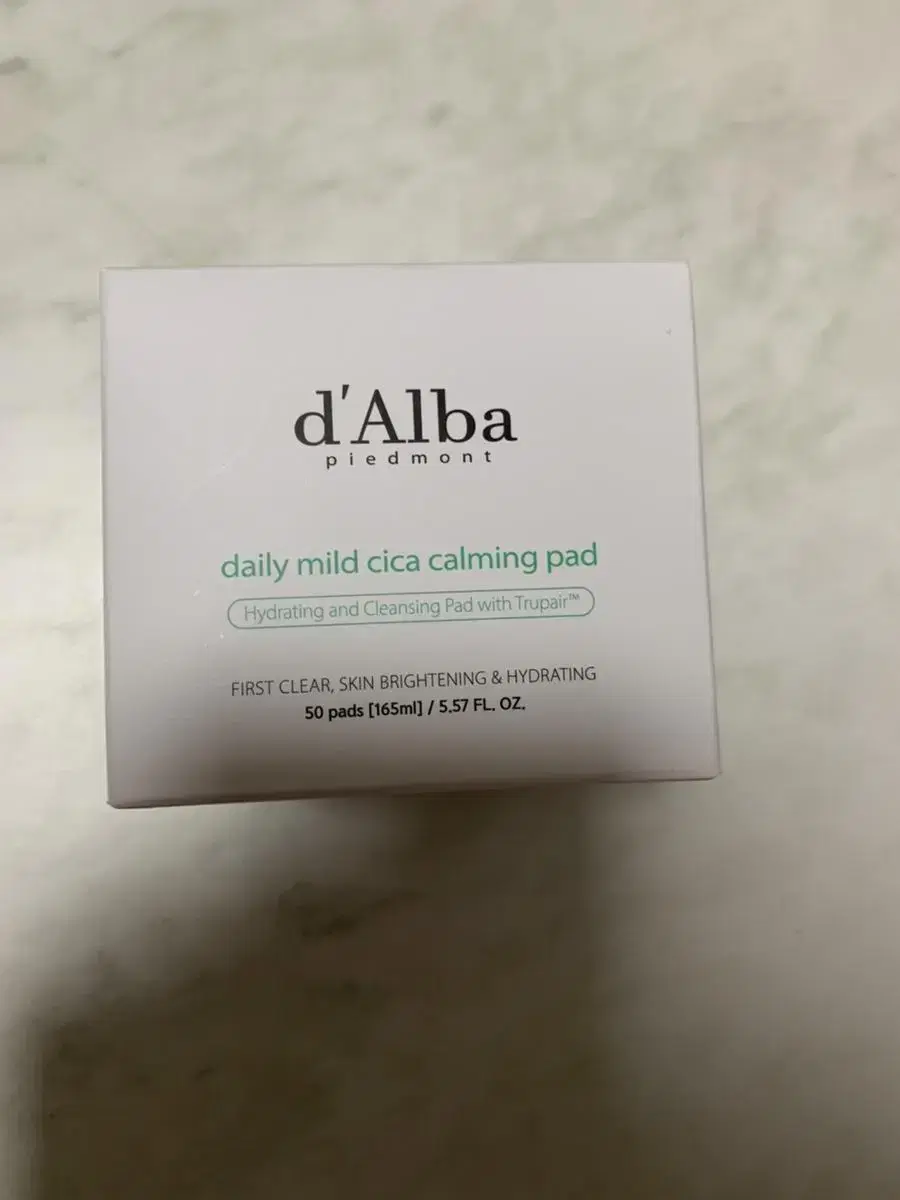 d'Alba
piedmont
daily mild cica calming pad
Hydrating and Cleansing Pad with Trupair™
FIRST CLEAR, SKIN BRIGHTENING & HYDRATING
50 pads [165ml] / 5.57 FL. OZ.